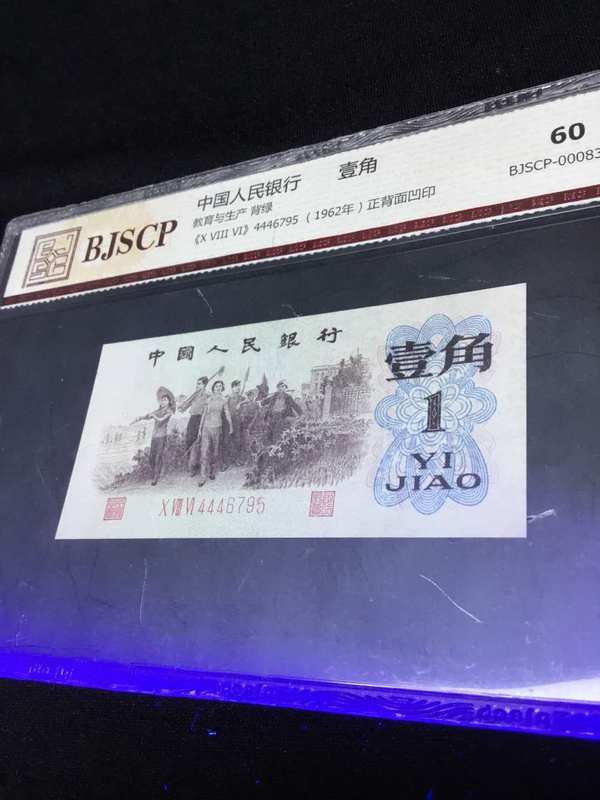 60
中国人民银行 壹角
BJSCP-00083
教育与生产 背绿
BJSCP
《X VIII VI》4446795 (1962年) 正背面凹印
中國人民銀行
壹角
1
YI
JIAO
X VIII VI 4446795